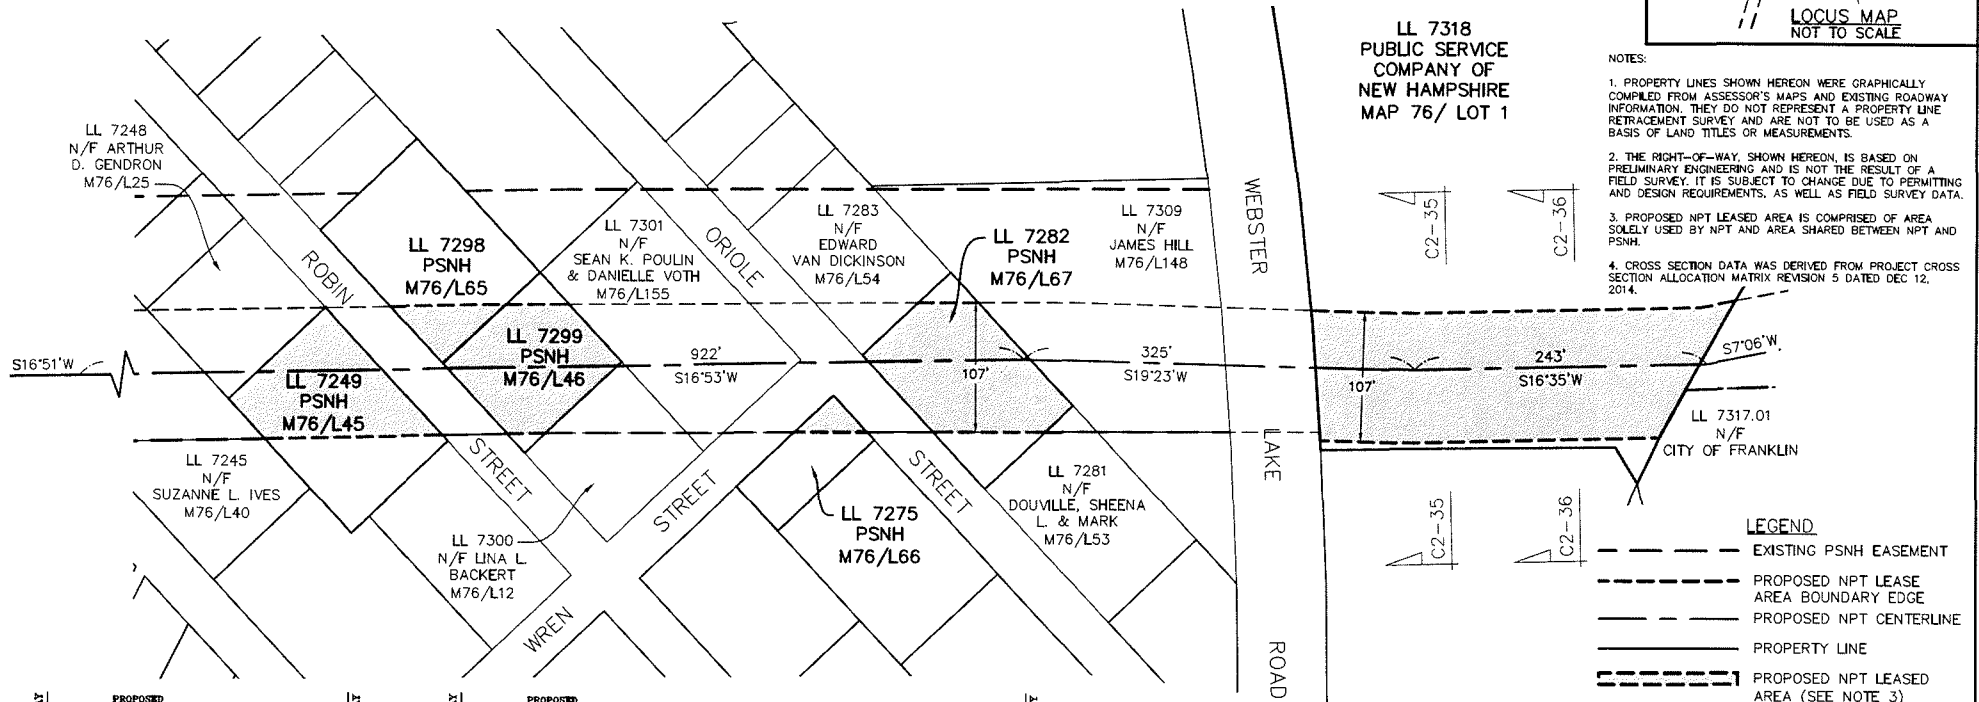 LOCUS MAP
NOT TO SCALE
LL 7318
PUBLIC SERVICE
COMPANY OF
NEW HAMPSHIRE
MAP 76/ LOT 1
NOTES:
1. PROPERTY LINES SHOWN HEREON WERE GRAPHICALLY
COMPILED FROM ASSESSOR'S MAPS AND EXISTING ROADWAY
INFORMATION. THEY DO NOT REPRESENT A PROPERTY LINE
RETRACEMENT SURVEY AND ARE NOT TO BE USED AS A
BASIS OF LAND TITLES OR MEASUREMENTS.
2. THE RIGHT-OF-WAY, SHOWN HEREON, IS BASED ON
PRELIMINARY ENGINEERING AND IS NOT THE RESULT OF A
FIELD SURVEY. IT IS SUBJECT TO CHANGE DUE TO PERMITTING
AND DESIGN REQUIREMENTS, AS WELL AS FIELD SURVEY DATA.
3. PROPOSED NPT LEASED AREA IS COMPRISED OF AREA
SOLELY USED BY NPT AND AREA SHARED BETWEEN NPT AND
PSNH.
4. CROSS SECTION DATA WAS DERIVED FROM PROJECT CROSS
SECTION ALLOCATION MATRIX REVISION 5 DATED DEC 12,
2014.
LL 7248
N/F ARTHUR
D. GENDRON
M76/L25
ROBIN
LL 7298
PSNH
M76/L65
LL 7301
N/F
SEAN K. POULIN
& DANIELLE VOTH
M76/L155
ORIOLE
LL 7283
N/F
EDWARD
VAN DICKINSON
M76/L54
LL 7282
PSNH
M76/L67
LL 7309
N/F
JAMES HILL
M76/L148
WEBSTER
C2-35
C2-36
S16°51'W
LL 7249
PSNH
M76/L45
LL 7299
PSNH
M76/L46
922'
S16°53'W
107'
325'
S19°23'W
107'
243'
S16°35'W
S7°06'W
LL 7317.01
N/F
CITY OF FRANKLIN
LL 7245
N/F
SUZANNE L. IVES
M76/L40
STREET
LL 7300
N/F LINA L.
BACKERT
M76/L12
STREET
WREN
LL 7275
PSNH
M76/L66
STREET
LL 7281
N/F
DOUVILLE, SHEENA
L. & MARK
M76/L53
LAKE
ROAD
C2-35
C2-36
LEGEND
EXISTING PSNH EASEMENT
PROPOSED NPT LEASE
AREA BOUNDARY EDGE
PROPOSED NPT CENTERLINE
PROPERTY LINE
PROPOSED NPT LEASED
AREA (SEE NOTE 3)
PROPOSED
PROPOSED